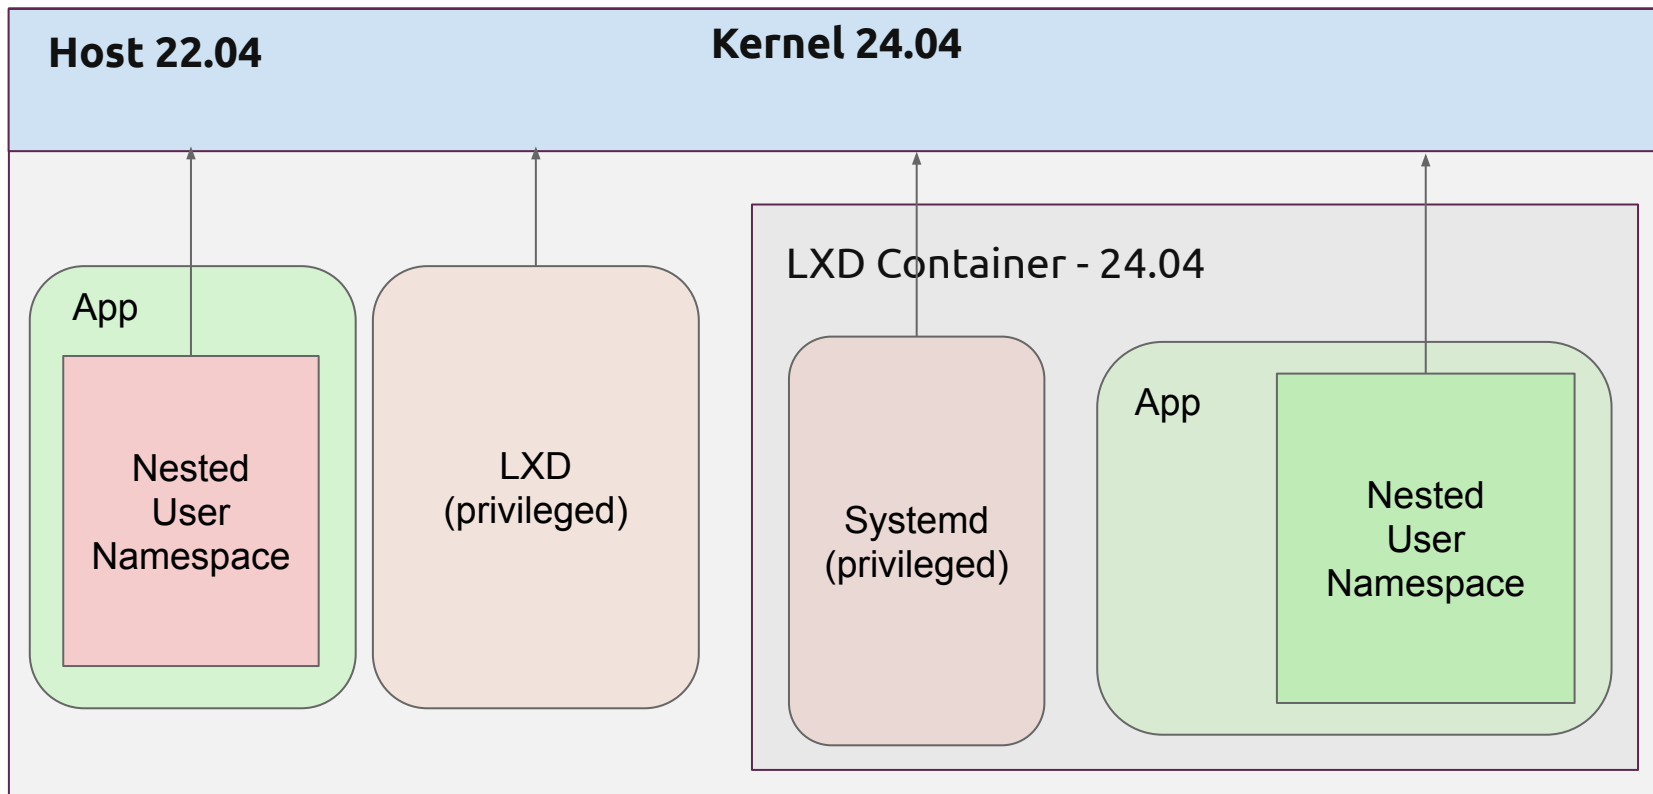 Host 22.04
Kernel 24.04
App
Nested
User
Namespace
LXD
(privileged)
LXD Container - 24.04
Systemd
(privileged)
App
Nested
User
Namespace